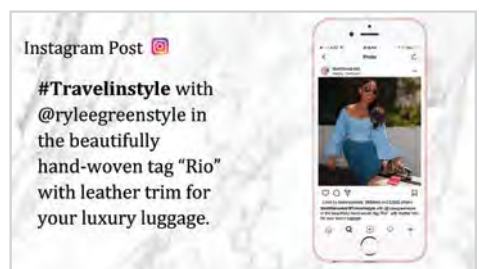 Instagram Post
#Travelinstyle with
@ryleegreenstyle in
the beautifully
hand-woven tag “Rio”
with leather trim for
your luxury luggage.
Photo